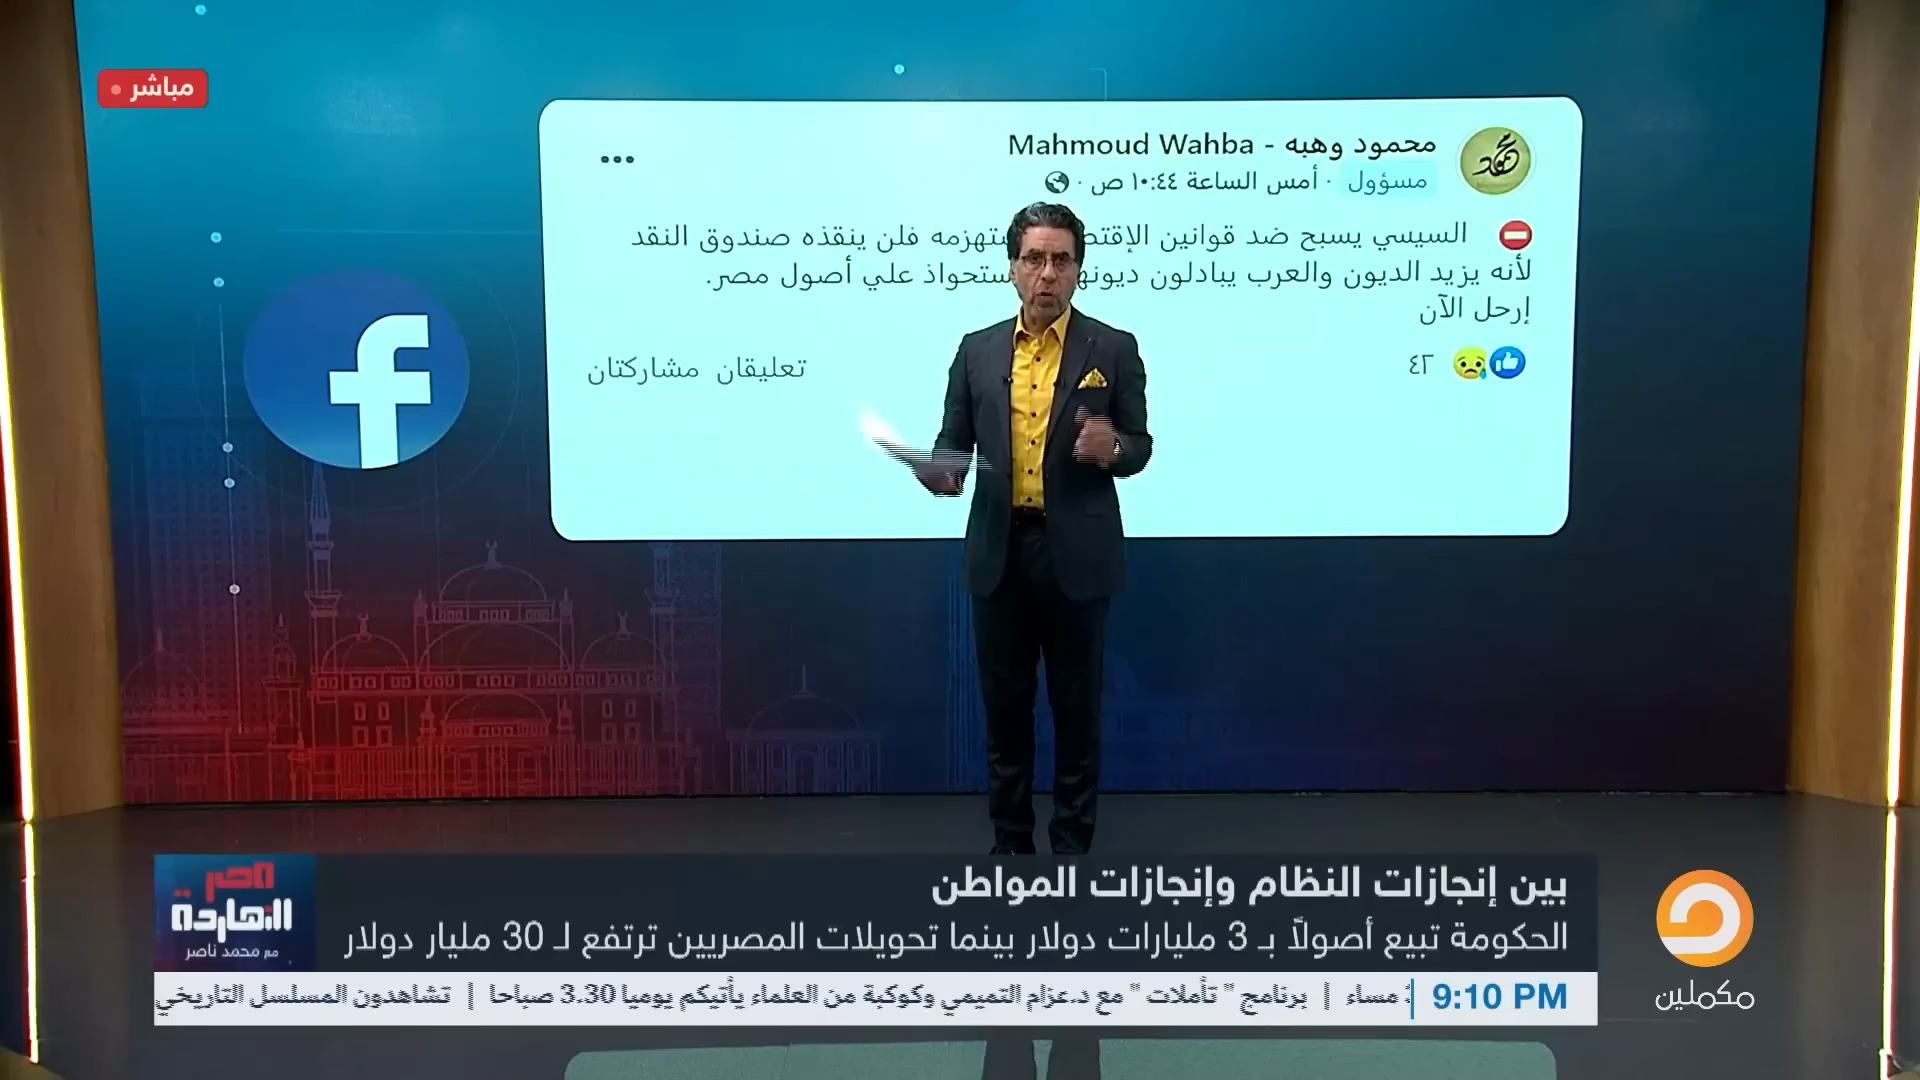 مباشر
محمود وهبه - Mahmoud Wahba
مسؤول · أمس الساعة ١٠:٤٤ ص
السيسي يسبح ضد قوانين ستهزمه فلن ينقذه صندوق النقد
لأنه يزيد الديون والعرب يبادلون علي أصول مصر.
إرحل الآن
٤٢
تعليقان مشاركتان
بين إنجازات النظام وإنجازات المواطن
الحكومة تبيع أصولاً بـ 3 مليارات دولار بينما تحويلات المصريين ترتفع لـ 30 مليار دولار
مصر
النهاردة
مع محمد ناصر
9:10 PM
مساء | برنامج " تأملات " مع د.عزام التميمي وكوكبة من العلماء يأتيكم يوميا 3.30 صباحا | تشاهدون المسلسل التاريخي
مكملين